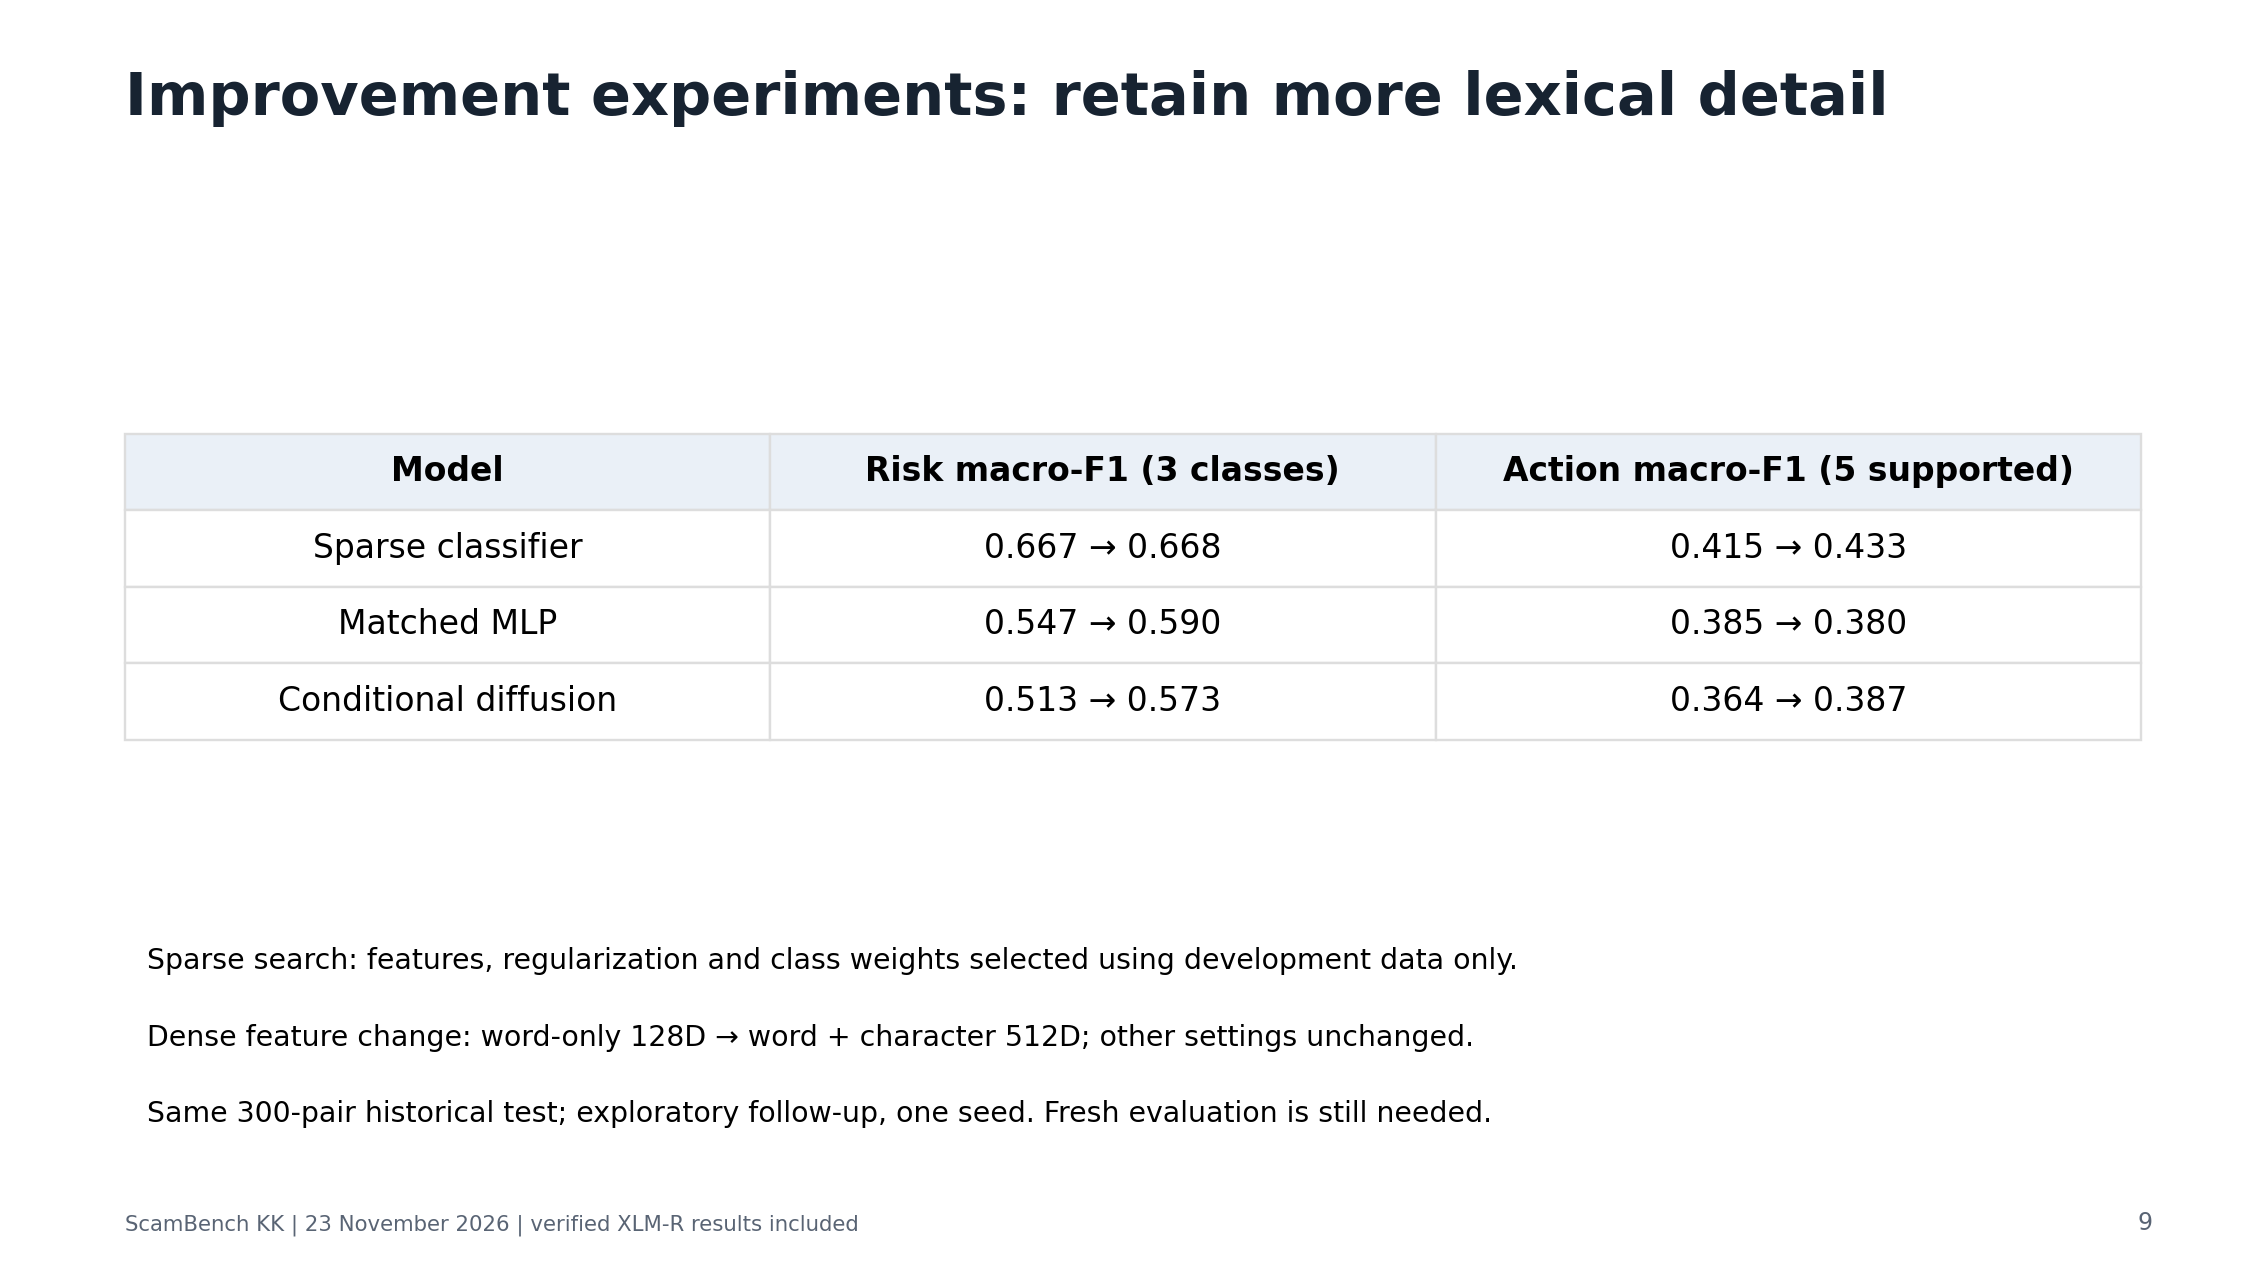 Improvement experiments: retain more lexical detail
Model Risk macro-F1 (3 classes) Action macro-F1 (5 supported)
Sparse classifier 0.667 → 0.668 0.415 → 0.433
Matched MLP 0.547 → 0.590 0.385 → 0.380
Conditional diffusion 0.513 → 0.573 0.364 → 0.387
Sparse search: features, regularization and class weights selected using development data only.
Dense feature change: word-only 128D → word + character 512D; other settings unchanged.
Same 300-pair historical test; exploratory follow-up, one seed. Fresh evaluation is still needed.
ScamBench KK | 23 November 2026 | verified XLM-R results included 9